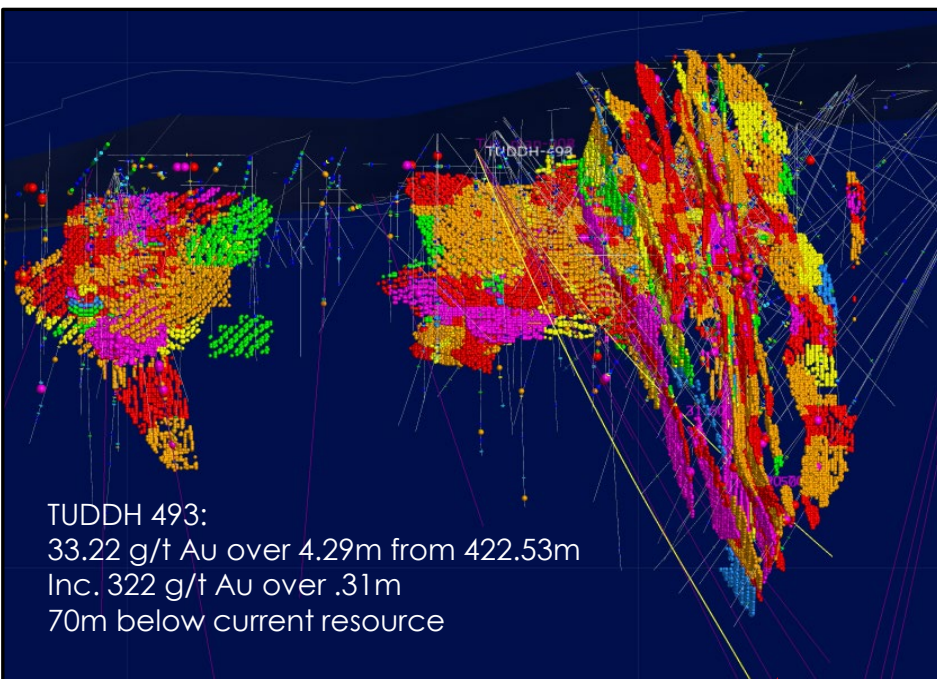 TUDDH-493
TUDDH 493:
33.22 g/t Au over 4.29m from 422.53m
Inc. 322 g/t Au over .31m
70m below current resource